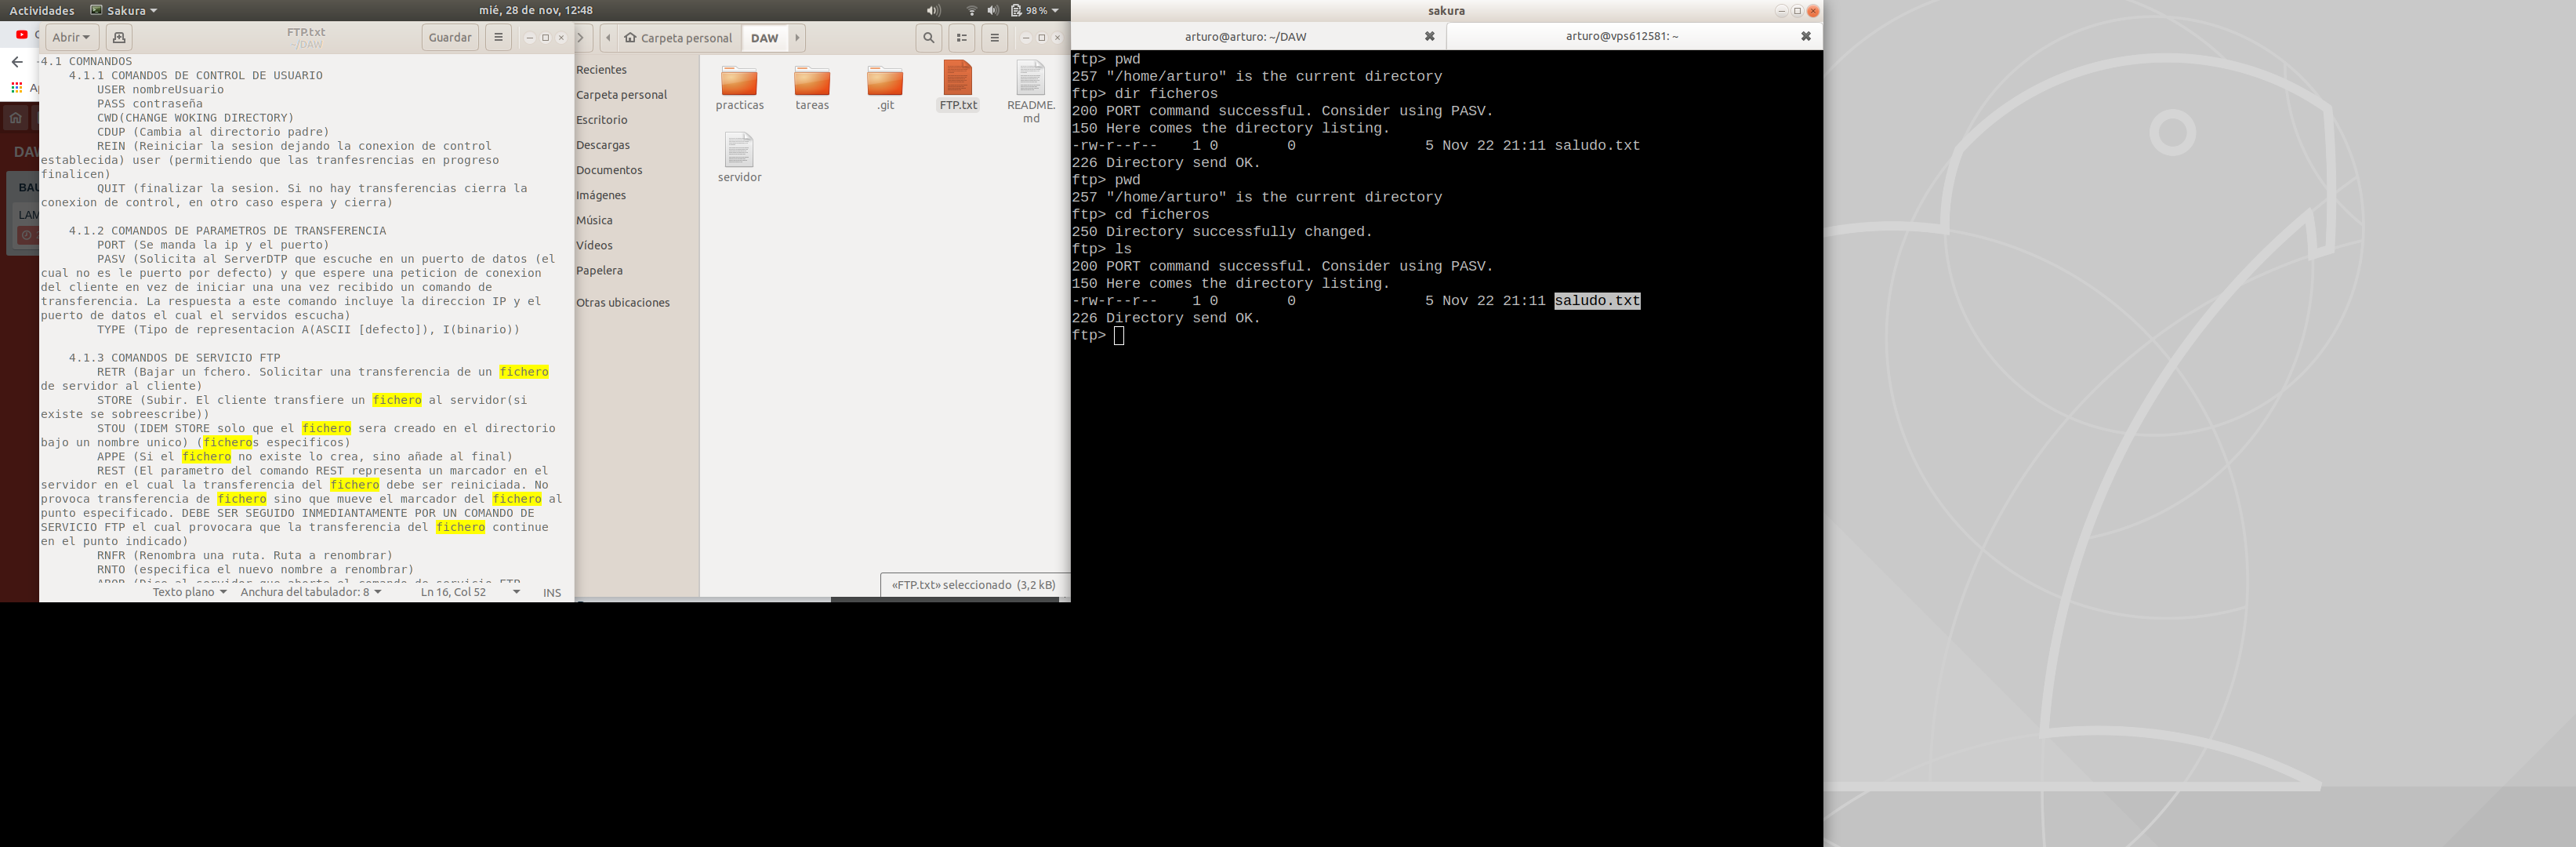 Actividades
Sakura
mié, 28 de nov, 12:48
98 %
DAW
BAU
LAM
Abrir
FTP.txt
~/DAW
Guardar
4.1 COMNANDOS
4.1.1 COMANDOS DE CONTROL DE USUARIO
USER nombreUsuario
PASS contraseña
CWD(CHANGE WOKING DIRECTORY)
CDUP (Cambia al directorio padre)
REIN (Reiniciar la sesion dejando la conexion de control
establecida) user (permitiendo que las tranfesrencias en progreso
finalicen)
QUIT (finalizar la sesion. Si no hay transferencias cierra la
conexion de control, en otro caso espera y cierra)
4.1.2 COMANDOS DE PARAMETROS DE TRANSFERENCIA
PORT (Se manda la ip y el puerto)
PASV (Solicita al ServerDTP que escuche en un puerto de datos (el
cual no es le puerto por defecto) y que espere una peticion de conexion
del cliente en vez de iniciar una una vez recibido un comando de
transferencia. La respuesta a este comando incluye la direccion IP y el
puerto de datos el cual el servidos escucha)
TYPE (Tipo de representacion A(ASCII [defecto]), I(binario))
4.1.3 COMANDOS DE SERVICIO FTP
RETR (Bajar un fchero. Solicitar una transferencia de un fichero
de servidor al cliente)
STORE (Subir. El cliente transfiere un fichero al servidor(si
existe se sobreescribe))
STOU (IDEM STORE solo que el fichero sera creado en el directorio
bajo un nombre unico) (ficheros especificos)
APPE (Si el fichero no existe lo crea, sino añade al final)
REST (El parametro del comando REST representa un marcador en el
servidor en el cual la transferencia del fichero debe ser reiniciada. No
provoca transferencia de fichero sino que mueve el marcador del fichero al
punto especificado. DEBE SER SEGUIDO INMEDIANTAMENTE POR UN COMANDO DE
SERVICIO FTP el cual provocara que la transferencia del fichero continue
en el punto indicado)
RNFR (Renombra una ruta. Ruta a renombrar)
RNTO (especifica el nuevo nombre a renombrar)
Texto plano
Anchura del tabulador: 8
Ln 16, Col 52
INS
Carpeta personal
DAW
Recientes
Carpeta personal
Escritorio
Descargas
Documentos
Imágenes
Música
Vídeos
Papelera
Otras ubicaciones
practicas
tareas
.git
FTP.txt
README.
md
servidor
«FTP.txt» seleccionado (3,2 kB)
sakura
arturo@arturo: ~/DAW
arturo@vps612581: ~
ftp> pwd
257 "/home/arturo" is the current directory
ftp> dir ficheros
200 PORT command successful. Consider using PASV.
150 Here comes the directory listing.
-rw-r--r--    1 0        0               5 Nov 22 21:11 saludo.txt
226 Directory send OK.
ftp> pwd
257 "/home/arturo" is the current directory
ftp> cd ficheros
250 Directory successfully changed.
ftp> ls
200 PORT command successful. Consider using PASV.
150 Here comes the directory listing.
-rw-r--r--    1 0        0               5 Nov 22 21:11 saludo.txt
226 Directory send OK.
ftp>